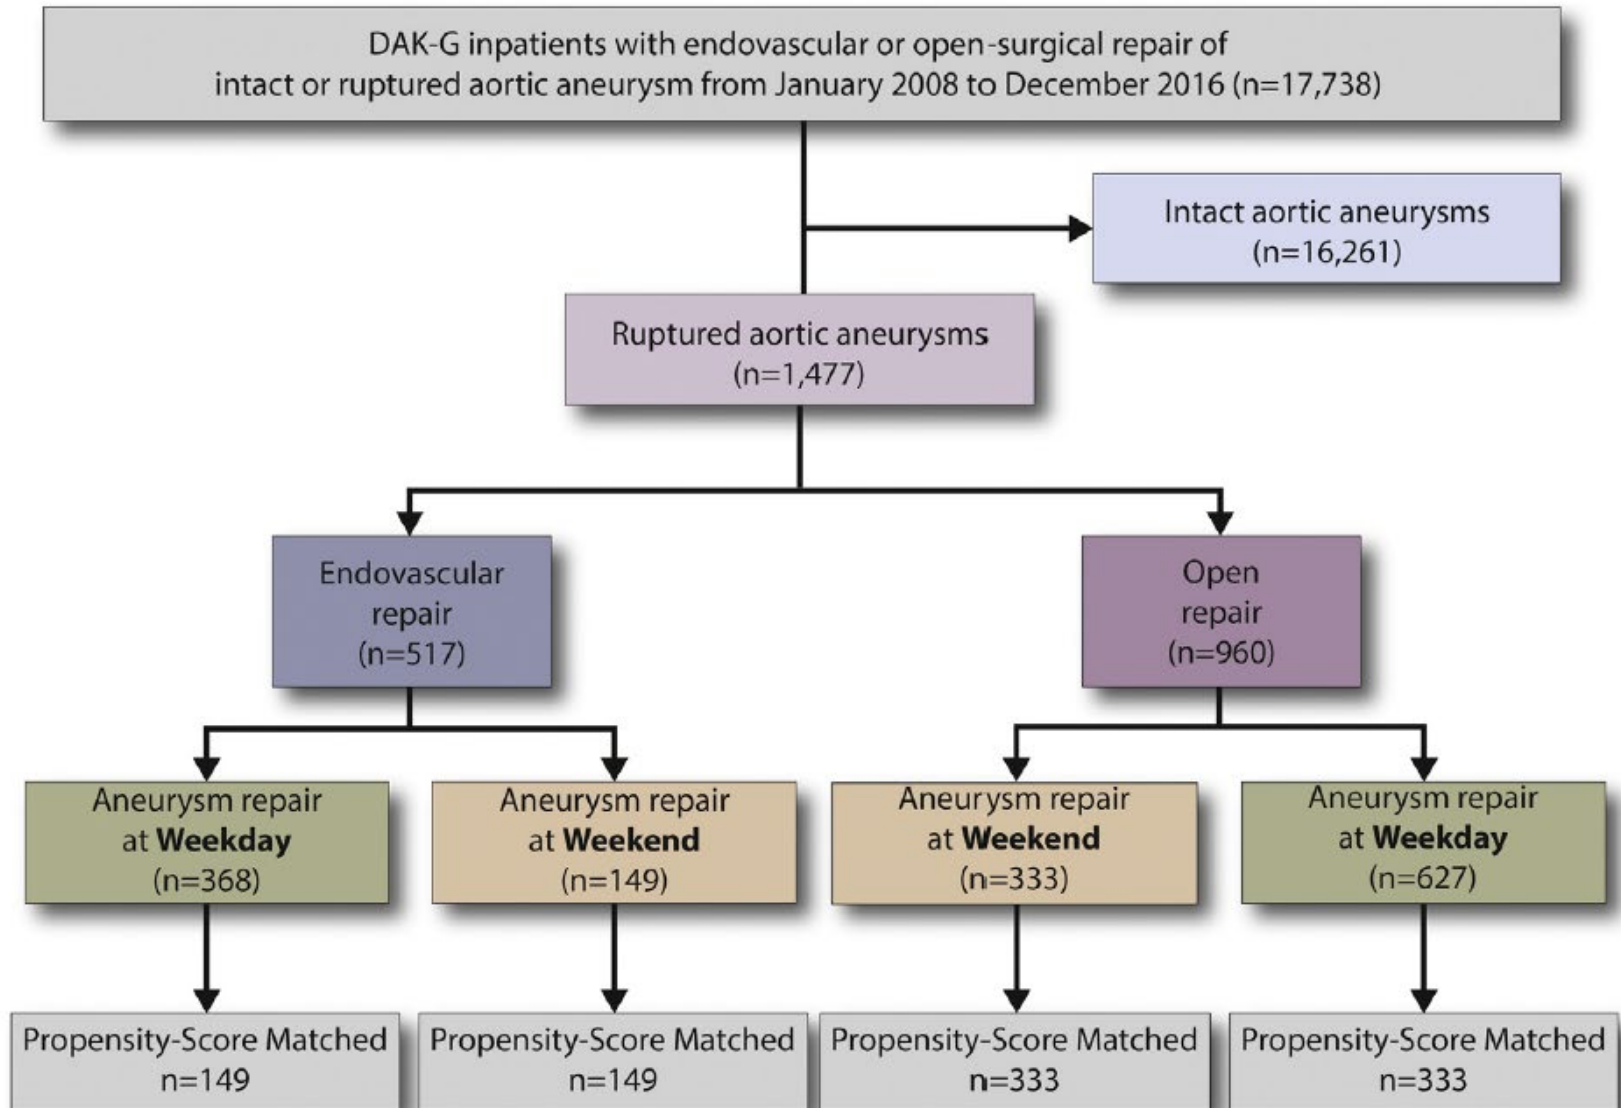 DAK-G inpatients with endovascular or open-surgical repair of
intact or ruptured aortic aneurysm from January 2008 to December 2016 (n=17,738)
Intact aortic aneurysms
(n=16,261)
Ruptured aortic aneurysms
(n=1,477)
Endovascular
repair
(n=517)
Open
repair
(n=960)
Aneurysm repair
at Weekday
(n=368)
Aneurysm repair
at Weekend
(n=149)
Aneurysm repair
at Weekend
(n=333)
Aneurysm repair
at Weekday
(n=627)
Propensity-Score Matched
n=149
Propensity-Score Matched
n=149
Propensity-Score Matched
n=333
Propensity-Score Matched
n=333